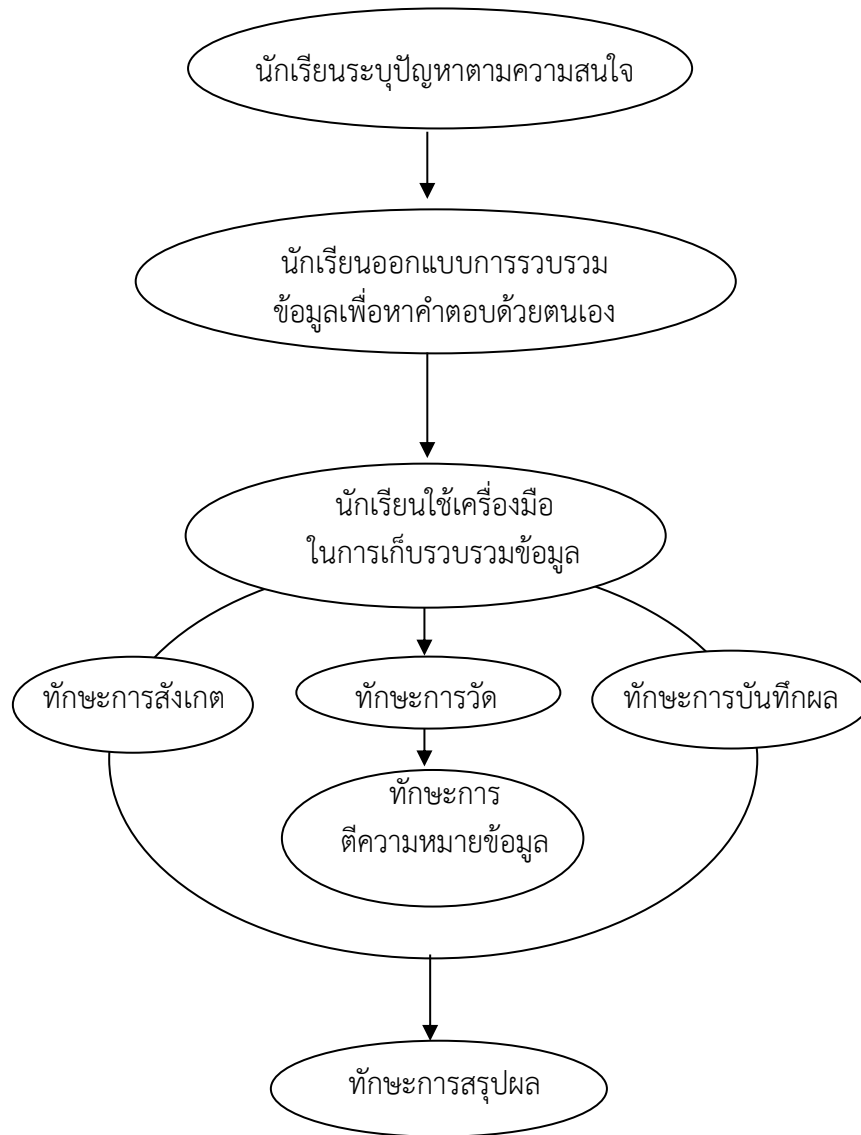 นักเรียนระบุปัญหาตามความสนใจ
นักเรียนออกแบบการรวบรวม
ข้อมูลเพื่อหาคำตอบด้วยตนเอง
นักเรียนใช้เครื่องมือ
ในการเก็บรวบรวมข้อมูล
ทักษะการสังเกต
ทักษะการวัด
ทักษะการบันทึกผล
ทักษะการ
ตีความหมายข้อมูล
ทักษะการสรุปผล